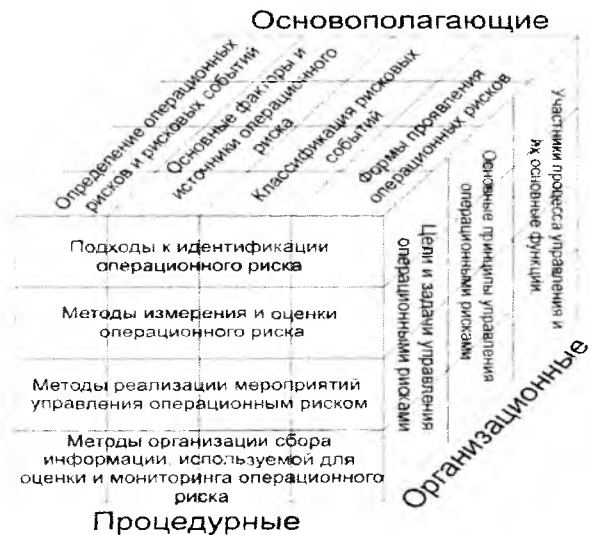 Основополагающие
Определение операционных
рисков и рисковых событий
Основные факторы и
источники операционного
риска
Классификация рисковых
событий
Формы проявления
операционных рисков
Подходы к идентификации
операционного риска
Методы измерения и оценки
операционного риска
Методы реализации мероприятий
управления операционным риском
Методы организации сбора
информации, используемой для
оценки и мониторинга операционного
риска
Процедурные
Цели и задачи управления
операционными рисками
Основные принципы управления
операционными рисками
Участники процесса управления и
их основные функции
Организационные